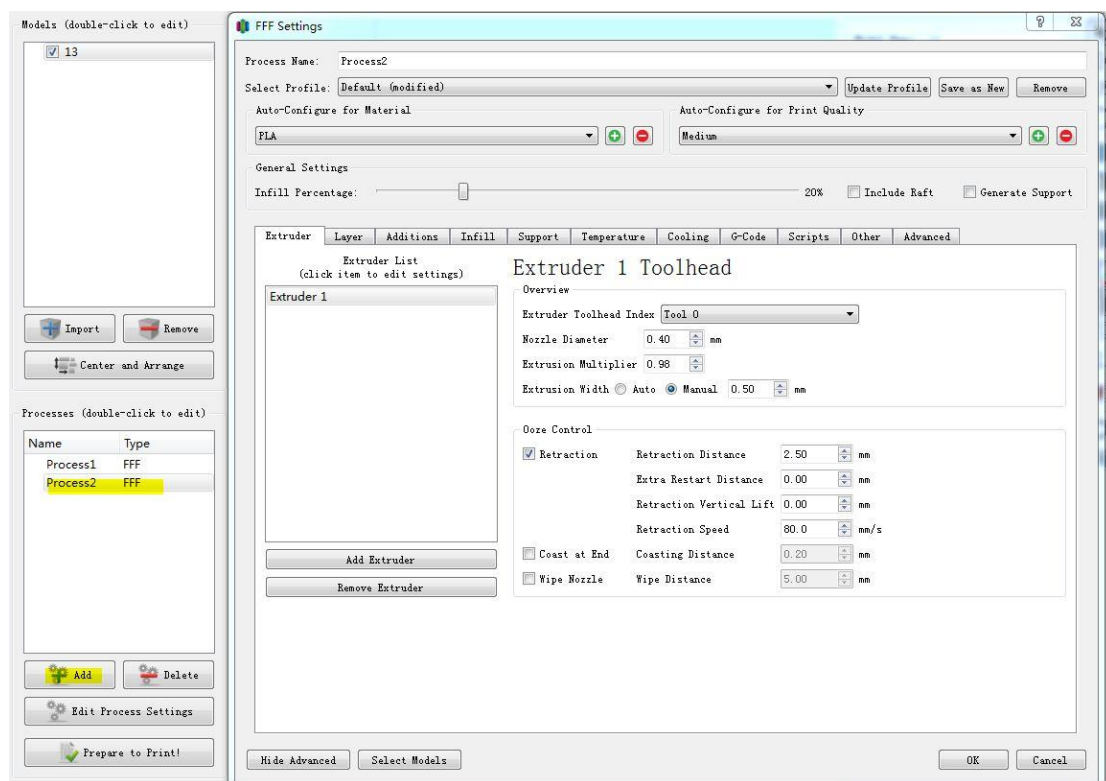 Models (double-click to edit)
13
Import
Remove
Center and Arrange
Processes (double-click to edit)
Name Type
Process1 FFF
Process2 FFF
Add
Delete
Edit Process Settings
Prepare to Print!
FFF Settings
Process Name: Process2
Select Profile: Default (modified) Update Profile Save as New Remove
Auto-Configure for Material
PLA
Auto-Configure for Print Quality
Medium
General Settings
Infill Percentage: 20% Include Raft Generate Support
Extruder Layer Additions Infill Support Temperature Cooling G-Code Scripts Other Advanced
Extruder List
(click item to edit settings)
Extruder 1
Add Extruder
Remove Extruder
Extruder 1 Toolhead
Overview
Extruder Toolhead Index Tool 0
Nozzle Diameter 0.40 mm
Extrusion Multiplier 0.98
Extrusion Width Auto Manual 0.50 mm
Ooze Control
Retraction Retraction Distance 2.50 mm
Extra Restart Distance 0.00 mm
Retraction Vertical Lift 0.00 mm
Retraction Speed 80.0 mm/s
Coast at End Coasting Distance 0.20 mm
Wipe Nozzle Wipe Distance 5.00 mm
Hide Advanced Select Models OK Cancel